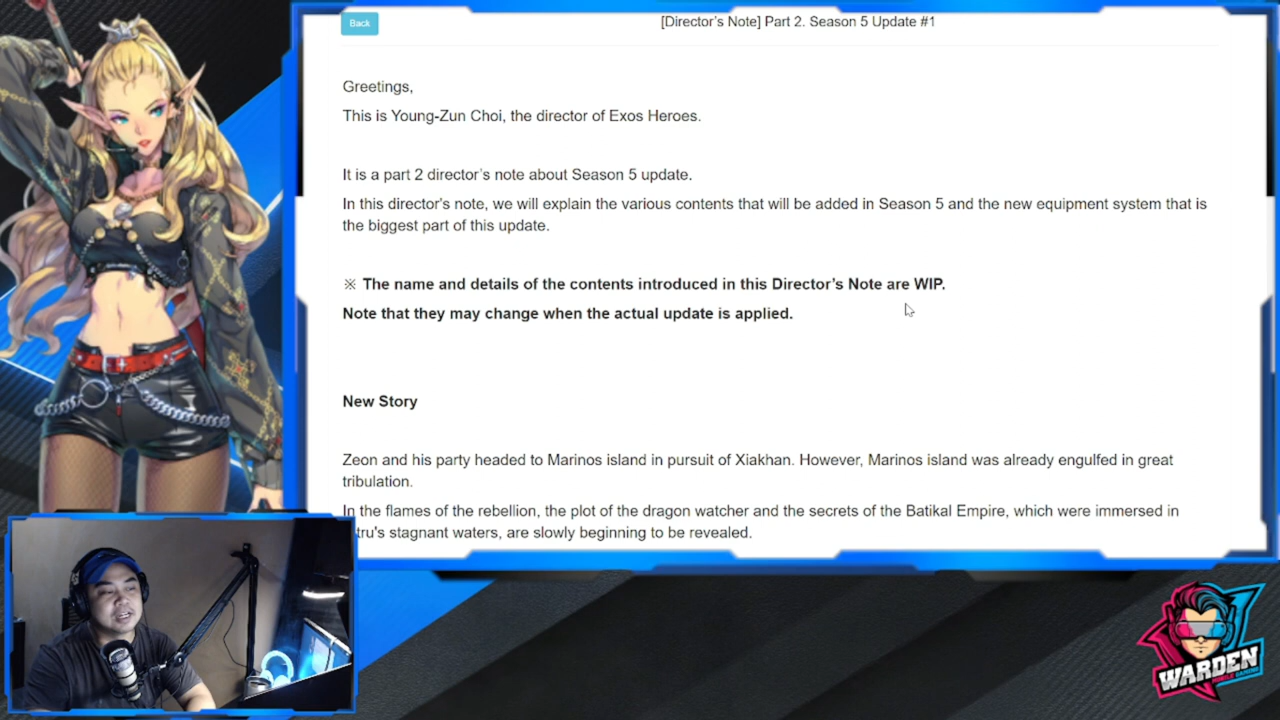 Back
[Director's Note] Part 2. Season 5 Update #1
Greetings,
This is Young-Zun Choi, the director of Exos Heroes.
It is a part 2 director's note about Season 5 update.
In this director's note, we will explain the various contents that will be added in Season 5 and the new equipment system that is
the biggest part of this update.
※ The name and details of the contents introduced in this Director's Note are WIP.
Note that they may change when the actual update is applied.
New Story
Zeon and his party headed to Marinos island in pursuit of Xiakhan. However, Marinos island was already engulfed in great
tribulation.
In the flames of the rebellion, the plot of the dragon watcher and the secrets of the Batikal Empire, which were immersed in
tru's stagnant waters, are slowly beginning to be revealed.
WARDEN
MOBILE GAMING